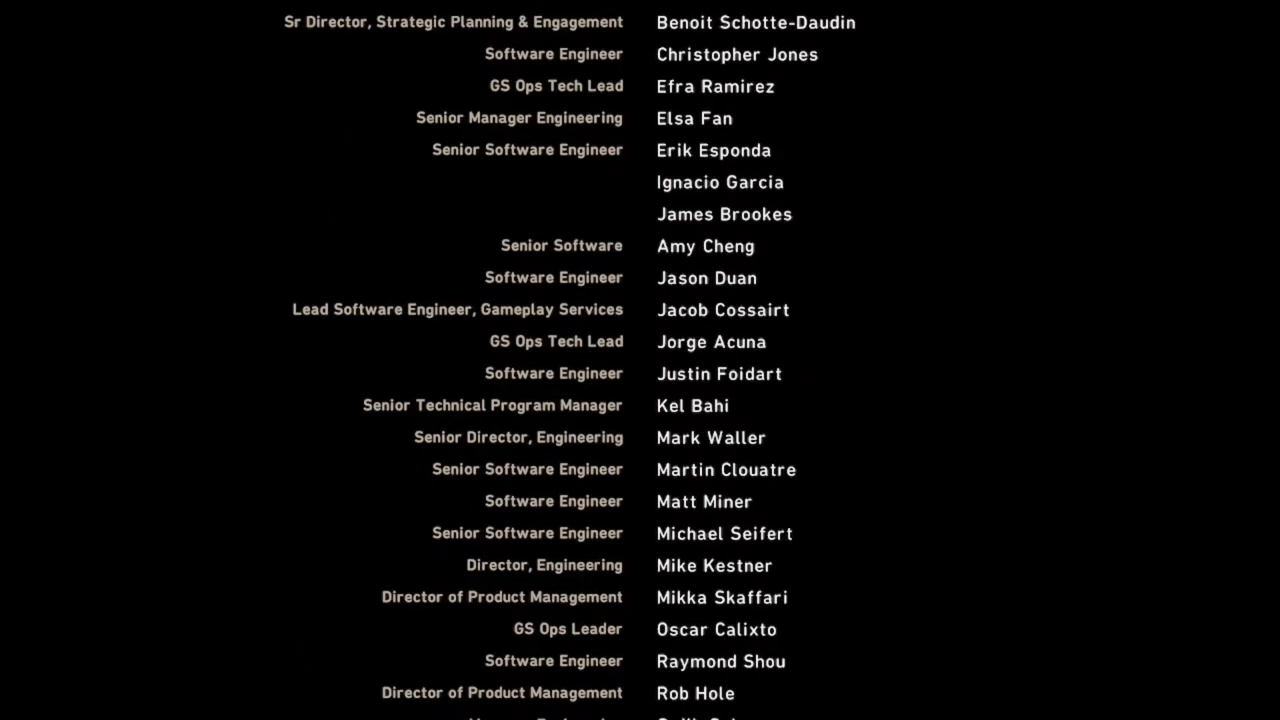 Sr Director, Strategic Planning & Engagement Benoit Schotte-Daudin
Software Engineer Christopher Jones
GS Ops Tech Lead Efra Ramirez
Senior Manager Engineering Elsa Fan
Senior Software Engineer Erik Esponda
Ignacio Garcia
James Brookes
Senior Software Amy Cheng
Software Engineer Jason Duan
Lead Software Engineer, Gameplay Services Jacob Cossairt
GS Ops Tech Lead Jorge Acuna
Software Engineer Justin Foidart
Senior Technical Program Manager Kel Bahi
Senior Director, Engineering Mark Waller
Senior Software Engineer Martin Clouatre
Software Engineer Matt Miner
Senior Software Engineer Michael Seifert
Director, Engineering Mike Kestner
Director of Product Management Mikka Skaffari
GS Ops Leader Oscar Calixto
Software Engineer Raymond Shou
Director of Product Management Rob Hole